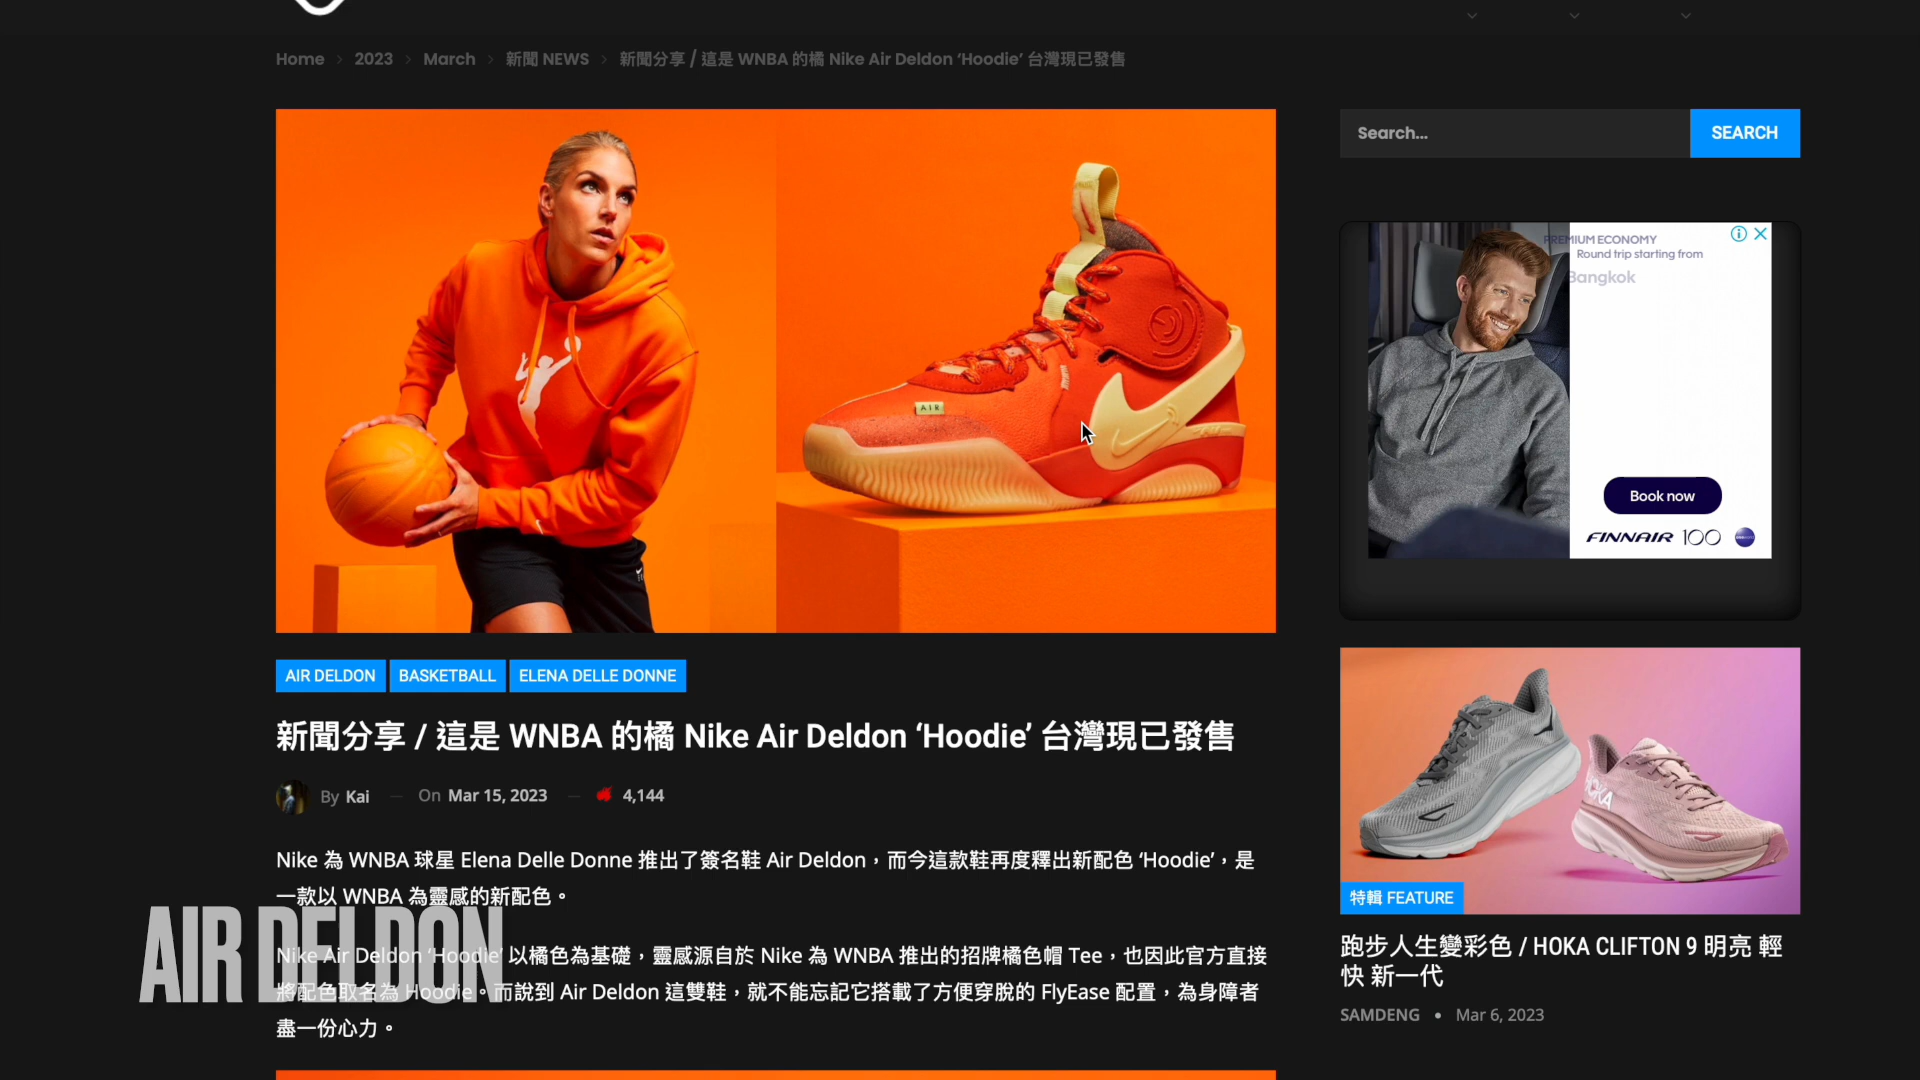 Home > 2023 > March > 新聞 NEWS > 新聞分享 / 這是 WNBA 的橘 Nike Air Deldon ‘Hoodie’ 台灣現已發售
Search...
SEARCH
AIR
PREMIUM ECONOMY
Round trip starting from
Bangkok
Book now
FINNAIR 100
AIR DELDON
BASKETBALL
ELENA DELLE DONNE
新聞分享 / 這是 WNBA 的橘 Nike Air Deldon ‘Hoodie’ 台灣現已發售
By Kai — On Mar 15, 2023 — 4,144
Nike 為 WNBA 球星 Elena Delle Donne 推出了簽名鞋 Air Deldon，而今這款鞋再度釋出新配色 ‘Hoodie’，是
一款以 WNBA 為靈感的新配色。
Nike Air Deldon ‘Hoodie’ 以橘色為基礎，靈感源自於 Nike 為 WNBA 推出的招牌橘色帽 Tee，也因此官方直接
將配色取名為 Hoodie。而說到 Air Deldon 這雙鞋，就不能忘記它搭載了方便穿脫的 FlyEase 配置，為身障者
盡一份心力。
AIR DELDON
HOKA
特輯 FEATURE
跑步人生變彩色 / HOKA CLIFTON 9 明亮 輕
快 新一代
SAMDENG • Mar 6, 2023